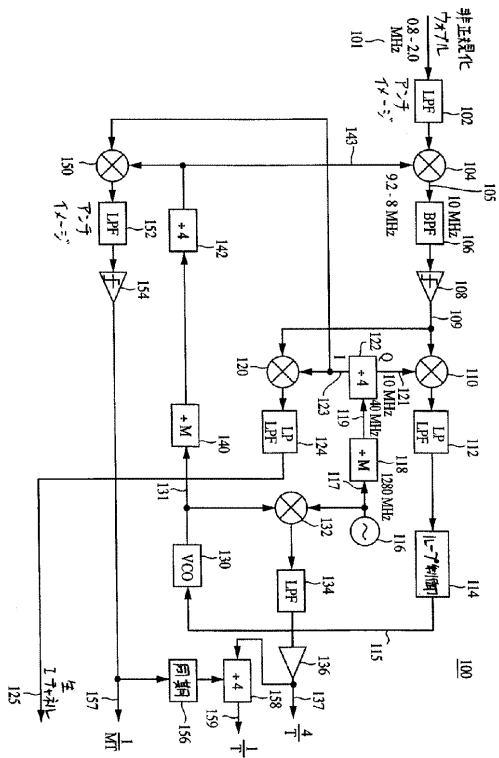 非正規化
ウォブル
0.8 - 2.0
MHz
101
LPF
102
アンチ
イメージ
104
105
143
9.2 - 8 MHz
10 MHz
BPF
106
108
109
150
LPF
152
アンチ
イメージ
154
÷4
142
120
I
Q
122
÷4
123
10 MHz
121
110
119
40 MHz
LP
LPF
124
÷M
118
117
1280 MHz
LP
LPF
112
÷M
140
131
132
116
VCO
130
LPF
134
ループ制御
114
115
136
100
137
4
T
同期
156
÷4
158
159
1
T
157
1
MT
生
I チャネル
125